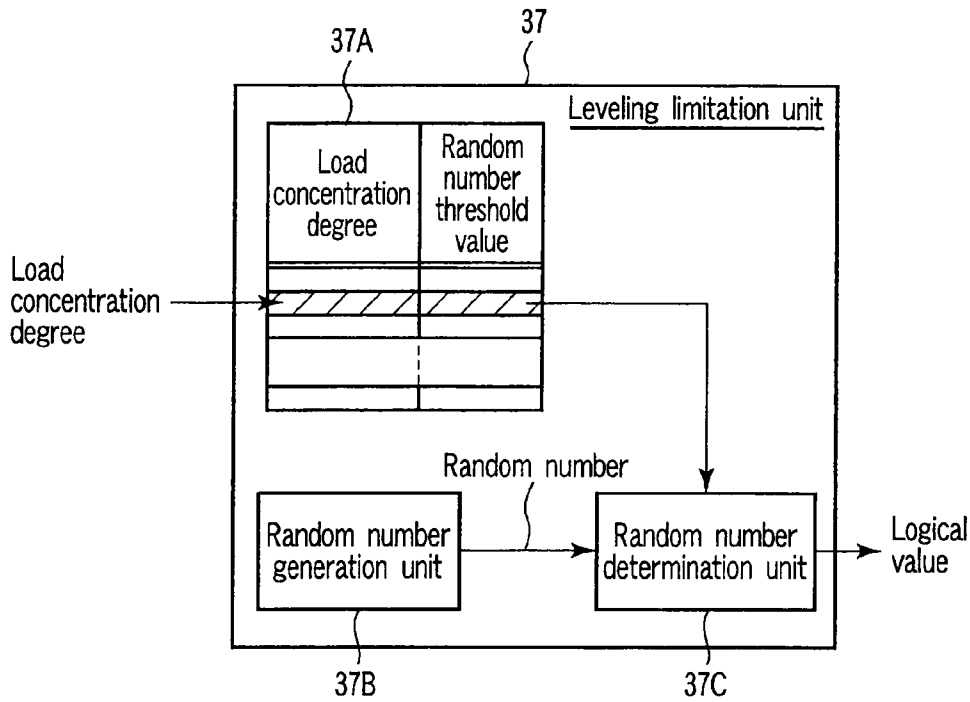 37
37A
Leveling limitation unit
Load
concentration
degree
Random
number
threshold
value
Load
concentration
degree
Random number
Random number
generation unit
Random number
determination unit
Logical
value
37B
37C